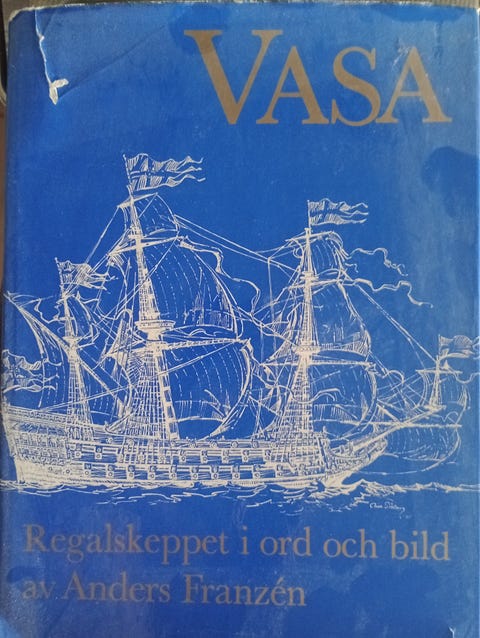 VASA
Regalskeppet i ord och bild
av Anders Franzén